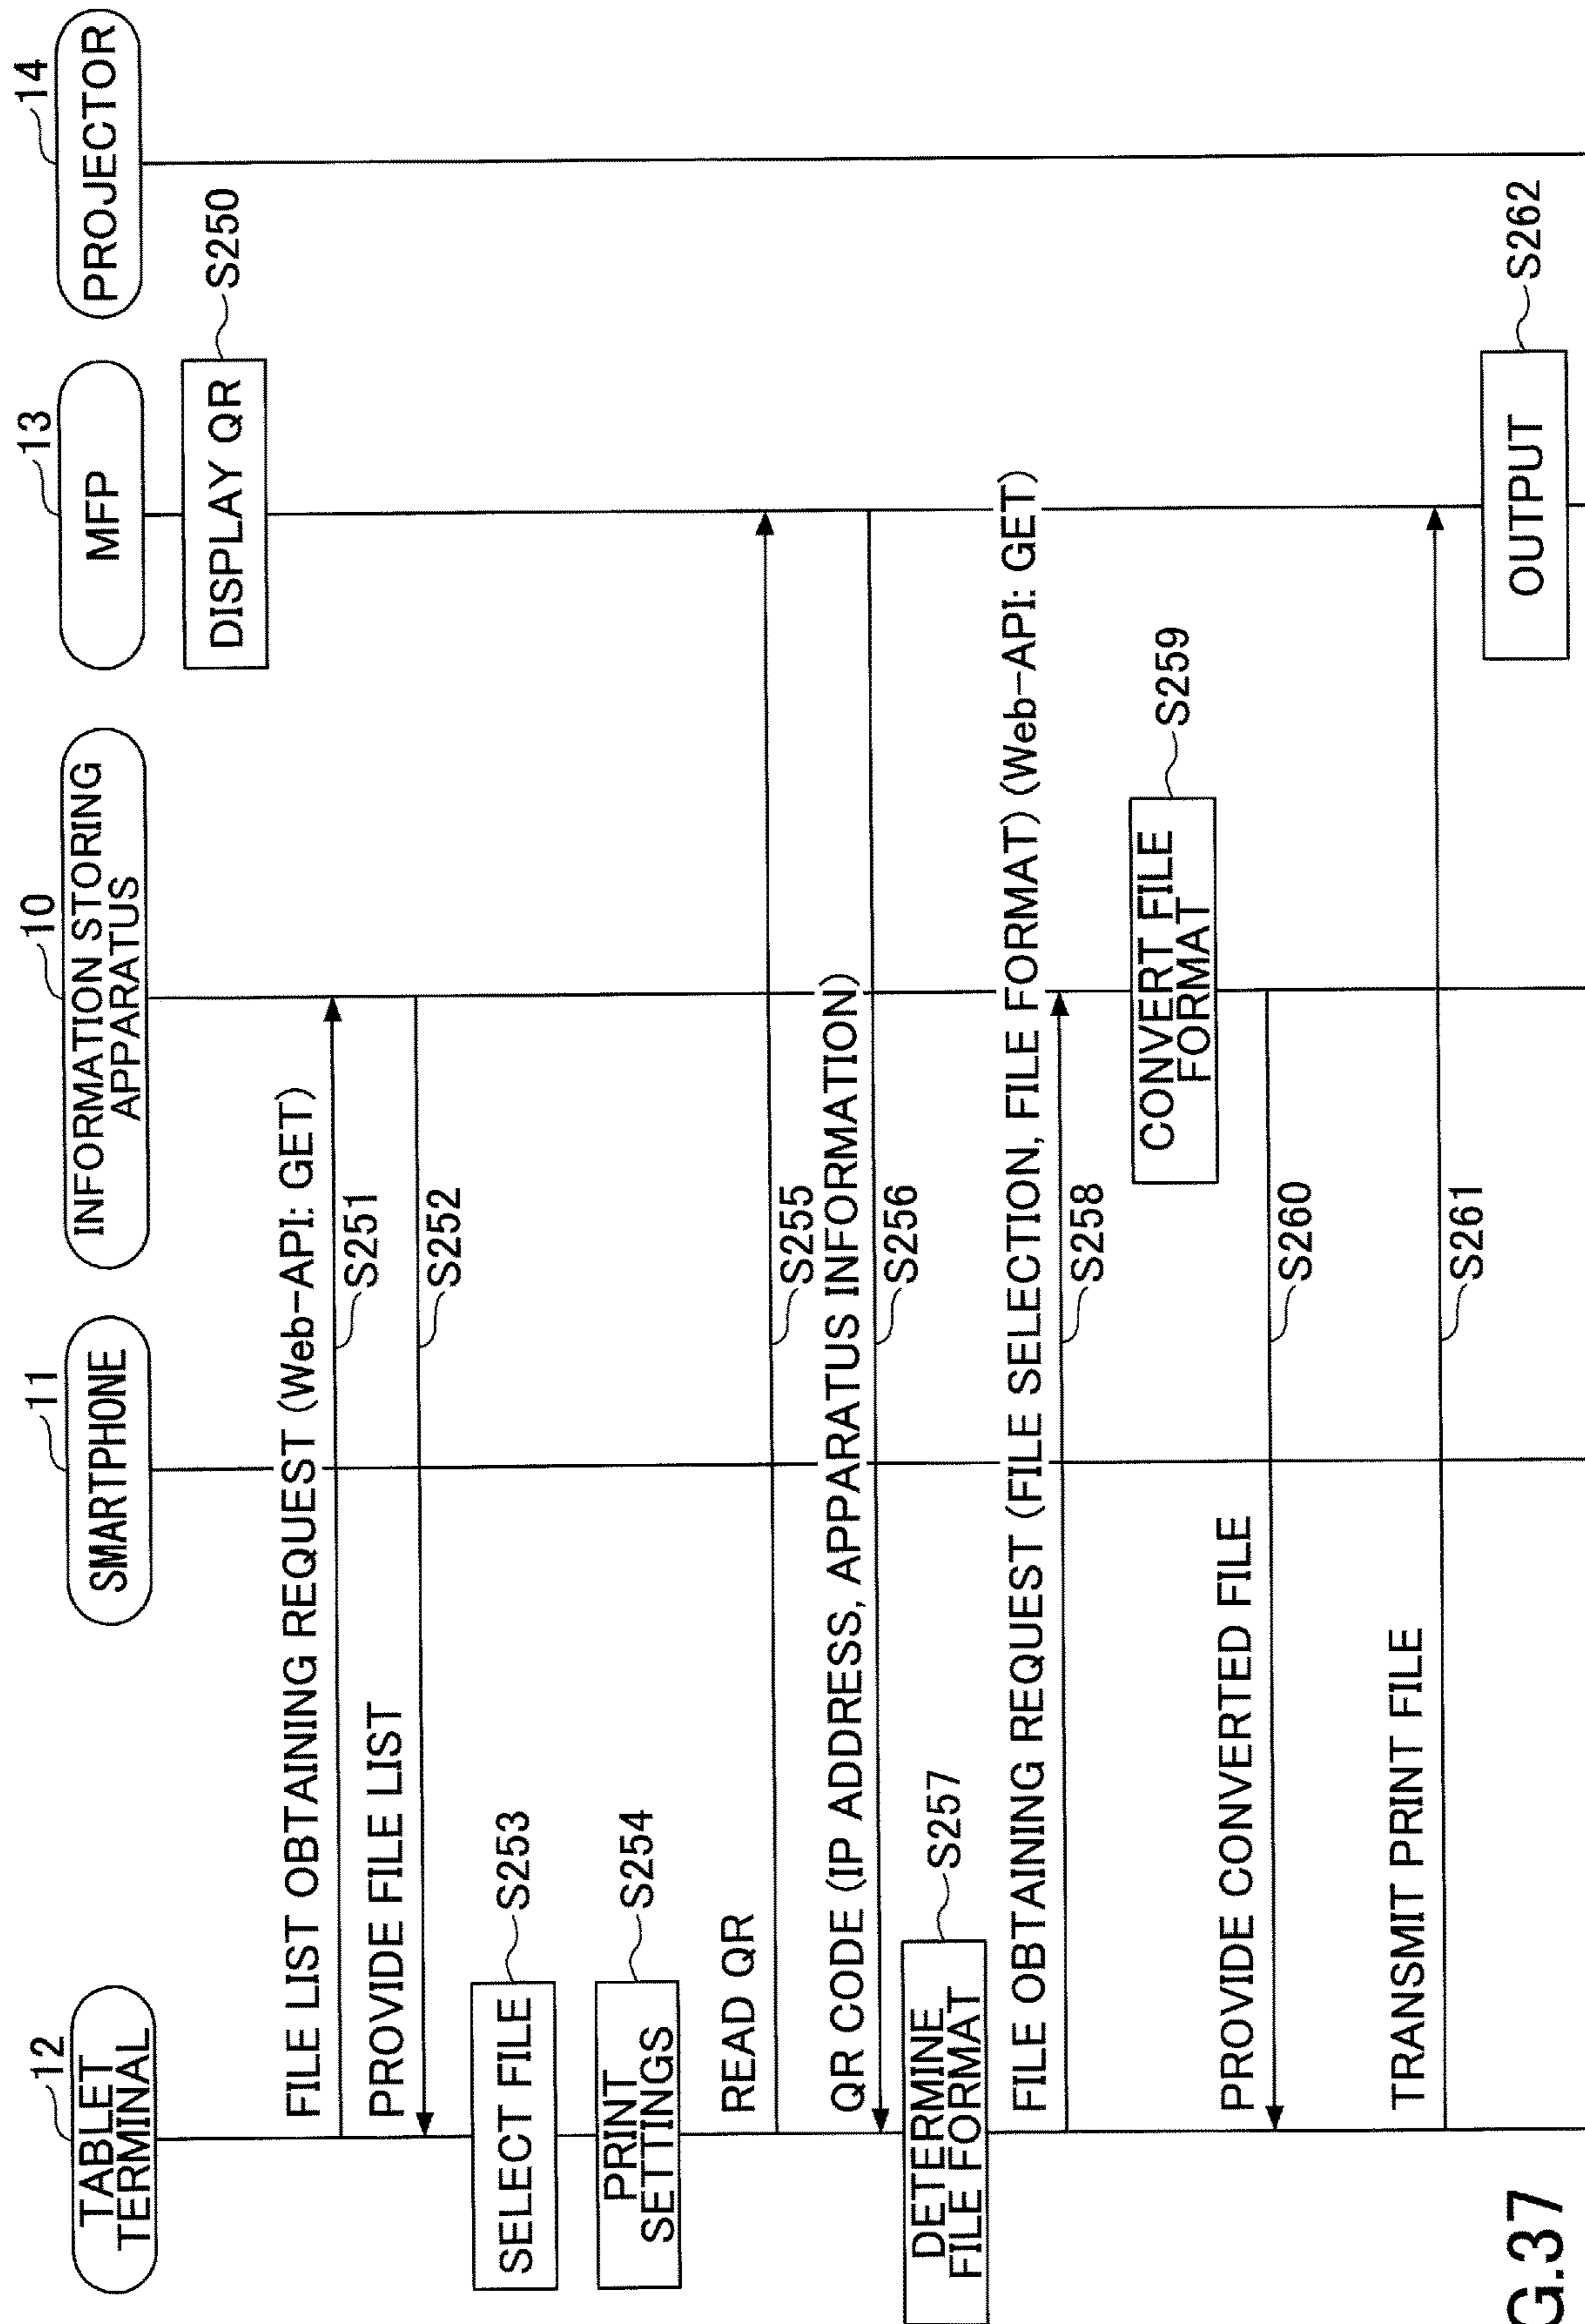 12
TABLET
TERMINAL
11
SMARTPHONE
10
INFORMATION STORING
APPARATUS
13
MFP
14
PROJECTOR
DISPLAY QR
S250
FILE LIST OBTAINING REQUEST (Web-API: GET)
S251
PROVIDE FILE LIST
S252
SELECT FILE
S253
PRINT
SETTINGS
S254
READ QR
S255
QR CODE (IP ADDRESS, APPARATUS INFORMATION)
S256
DETERMINE
FILE FORMAT
S257
FILE OBTAINING REQUEST (FILE SELECTION, FILE FORMAT) (Web-API: GET)
S258
CONVERT FILE
FORMAT
S259
PROVIDE CONVERTED FILE
S260
TRANSMIT PRINT FILE
S261
OUTPUT
S262
G.37